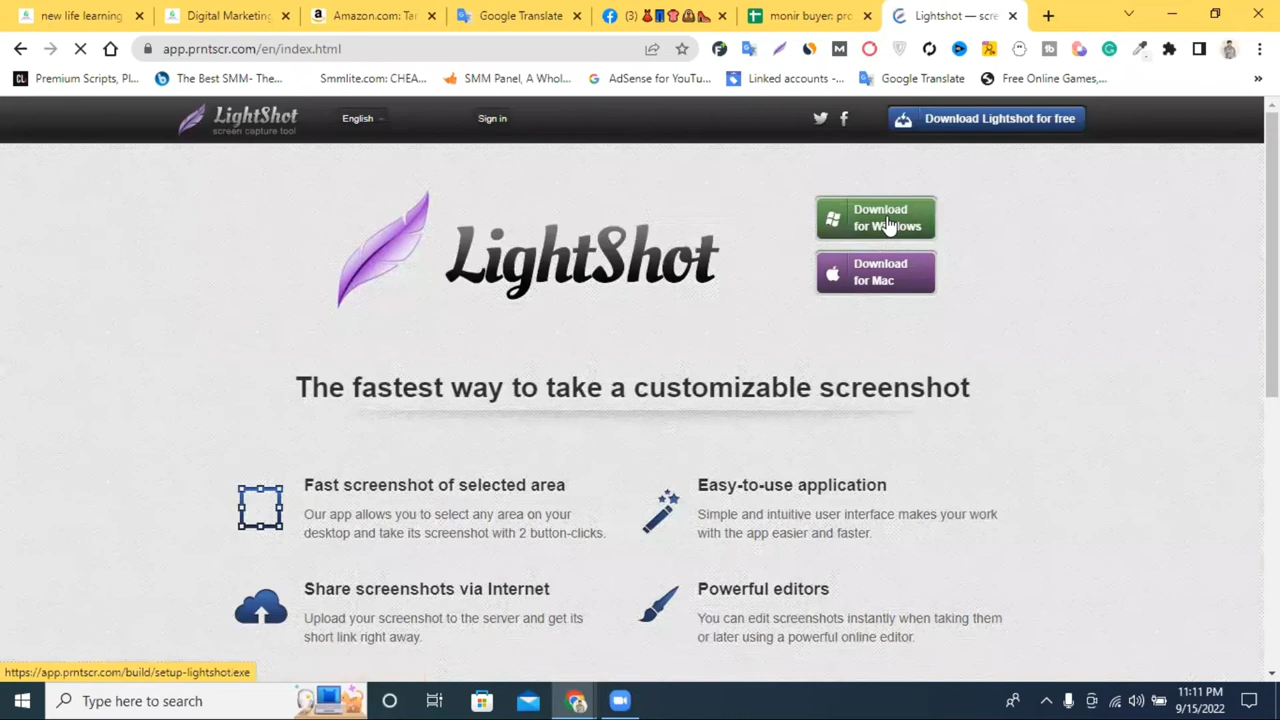 new life learning
Digital Marketing
Amazon.com: Tar
Google Translate
(3)
monir buyer: pro
Lightshot — scre
app.prntscr.com/en/index.html
Premium Scripts, Pl...
The Best SMM- The...
Smmlite.com: CHEA...
SMM Panel, A Whol...
AdSense for YouTu...
Linked accounts -...
Google Translate
Free Online Games,...
LightShot
screen capture tool
English
Sign in
Download Lightshot for free
LightShot
Download
for Windows
Download
for Mac
The fastest way to take a customizable screenshot
Fast screenshot of selected area
Our app allows you to select any area on your
desktop and take its screenshot with 2 button-clicks.
Easy-to-use application
Simple and intuitive user interface makes your work
with the app easier and faster.
Share screenshots via Internet
Upload your screenshot to the server and get its
short link right away.
Powerful editors
You can edit screenshots instantly when taking them
or later using a powerful online editor.
https://app.prntscr.com/build/setup-lightshot.exe
Type here to search
11:11 PM
9/15/2022